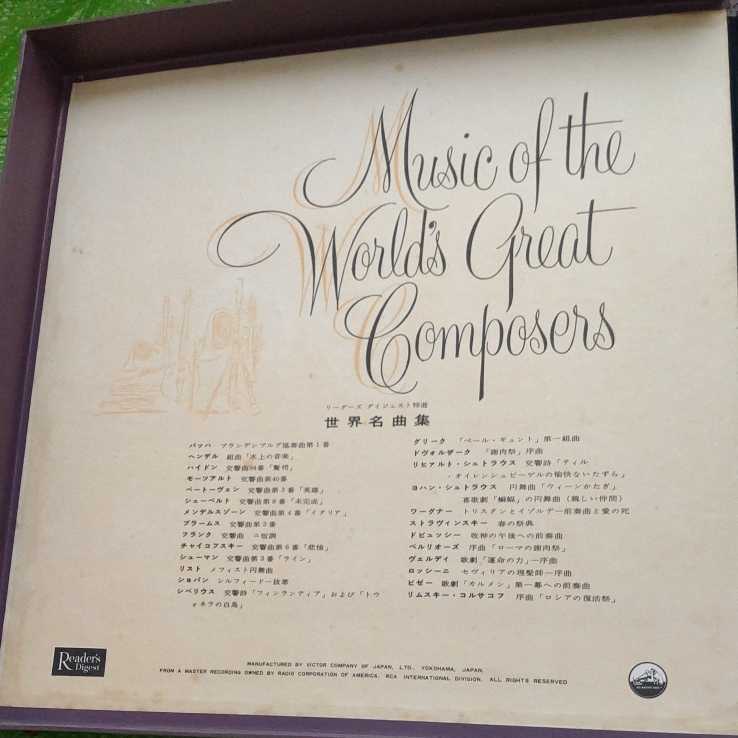 Music of the
World's Great
Composers
リーダーズ ダイジェスト特選
世界名曲集
バッハ ブランデンブルグ協奏曲第1番
ヘンデル 組曲「水上の音楽」
ハイドン 交響曲94番「驚愕」
モーツアルト 交響曲第40番
ベートーヴェン 交響曲第3番「英雄」
シューベルト 交響曲第8番「未完成」
メンデルスゾーン 交響曲第4番「イタリア」
ブラームス 交響曲第3番
フランク 交響曲 ニ短調
チャイコフスキー 交響曲第6番「悲愴」
シューマン 交響曲第3番「ライン」
リスト メフィスト円舞曲
ショパン シルフィード－抜萃
シベリウス 交響詩「フィンランディア」および「トウ
オネラの白鳥」
グリーク 「ペール・ギュント」第一組曲
ドヴォルザーク 「謝肉祭」序曲
リヒアルト・シュトラウス 交響詩「ティル
・オイレンシュピーゲルの愉快ないたずら」
ヨハン・シュトラウス 円舞曲「ウィーンかたぎ」
喜歌劇「蝙蝠」の円舞曲（親しい仲間）
ワーグナー トリスタンとイゾルデー前奏曲と愛の死
ストラヴィンスキー 春の祭典
ドビュッシー 牧神の午後への前奏曲
ベルリオーズ 序曲「ローマの謝肉祭」
ヴェルディ 歌劇「運命の力」－序曲
ロッシーニ セヴィリアの理髪師－序曲
ビゼー 歌劇「カルメン」第一幕への前奏曲
リムスキー・コルサコフ 序曲「ロシアの復活祭」
Reader's
Digest
MANUFACTURED BY VICTOR COMPANY OF JAPAN, LTD., YOKOHAMA, JAPAN.
FROM A MASTER RECORDING OWNED BY RADIO CORPORATION OF AMERICA. RCA INTERNATIONAL DIVISION. ALL RIGHTS RESERVED